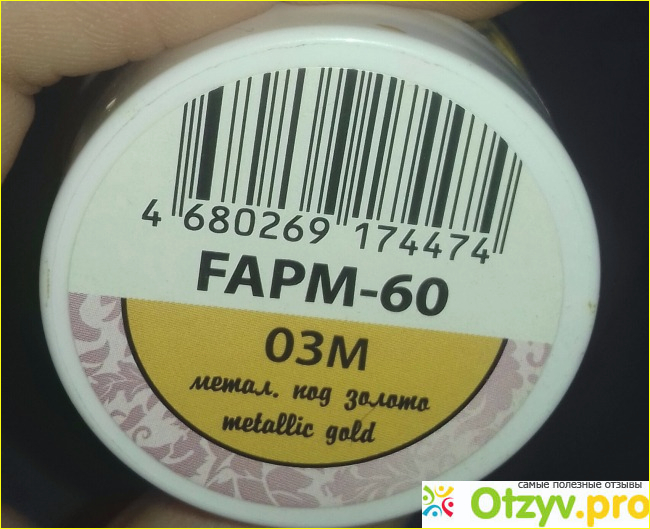 4 680269 174474
FAPM-60
03M
метал. под золото
metallic gold
самые полезные отзывы
Otzyv.pro